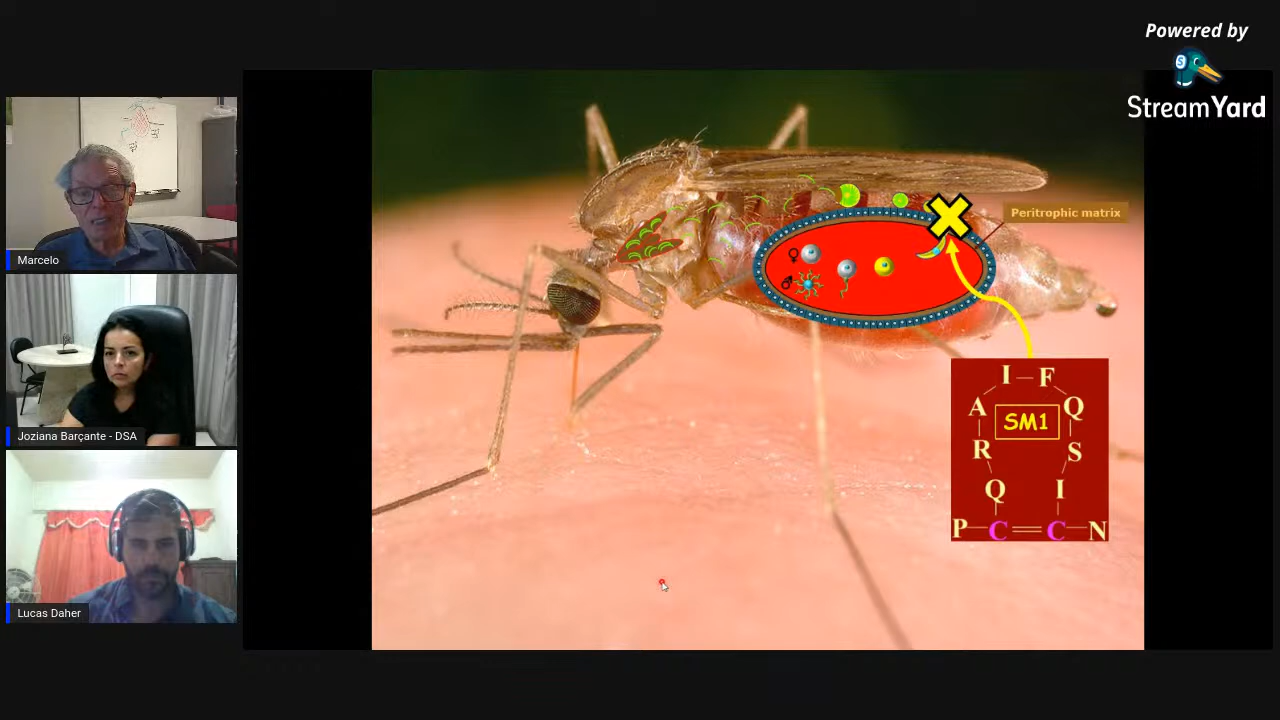 Powered by
StreamYard
Marcelo
Joziana Barçante - DSA
Lucas Daher
Peritrophic matrix
♀
♂
I — F
A Q
SM1
R S
Q I
P — C = C — N